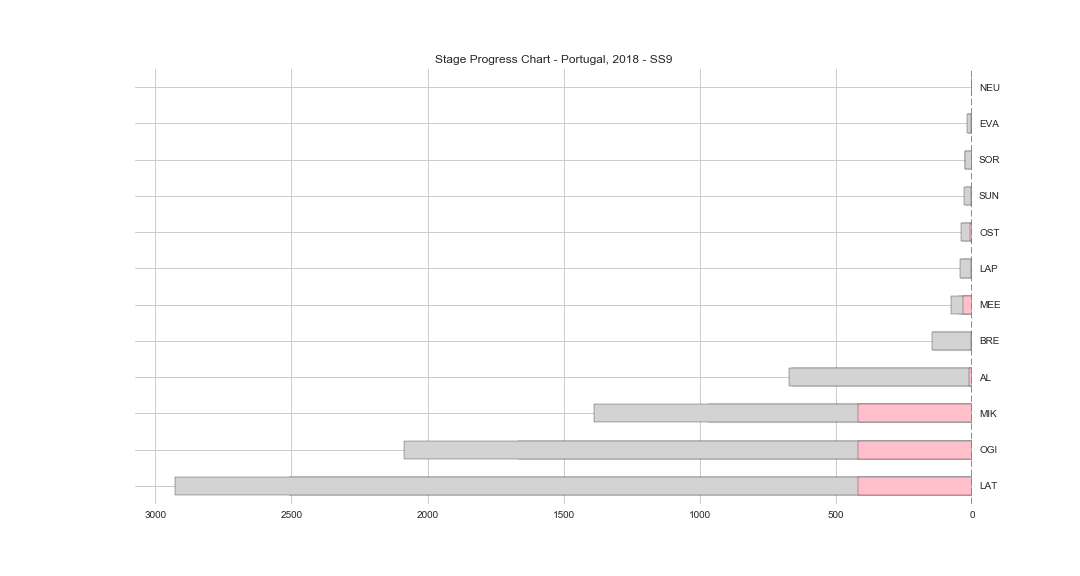 Stage Progress Chart - Portugal, 2018 - SS9
NEU
EVA
SOR
SUN
OST
LAP
MEE
BRE
AL
MIK
OGI
LAT
3000 2500 2000 1500 1000 500 0